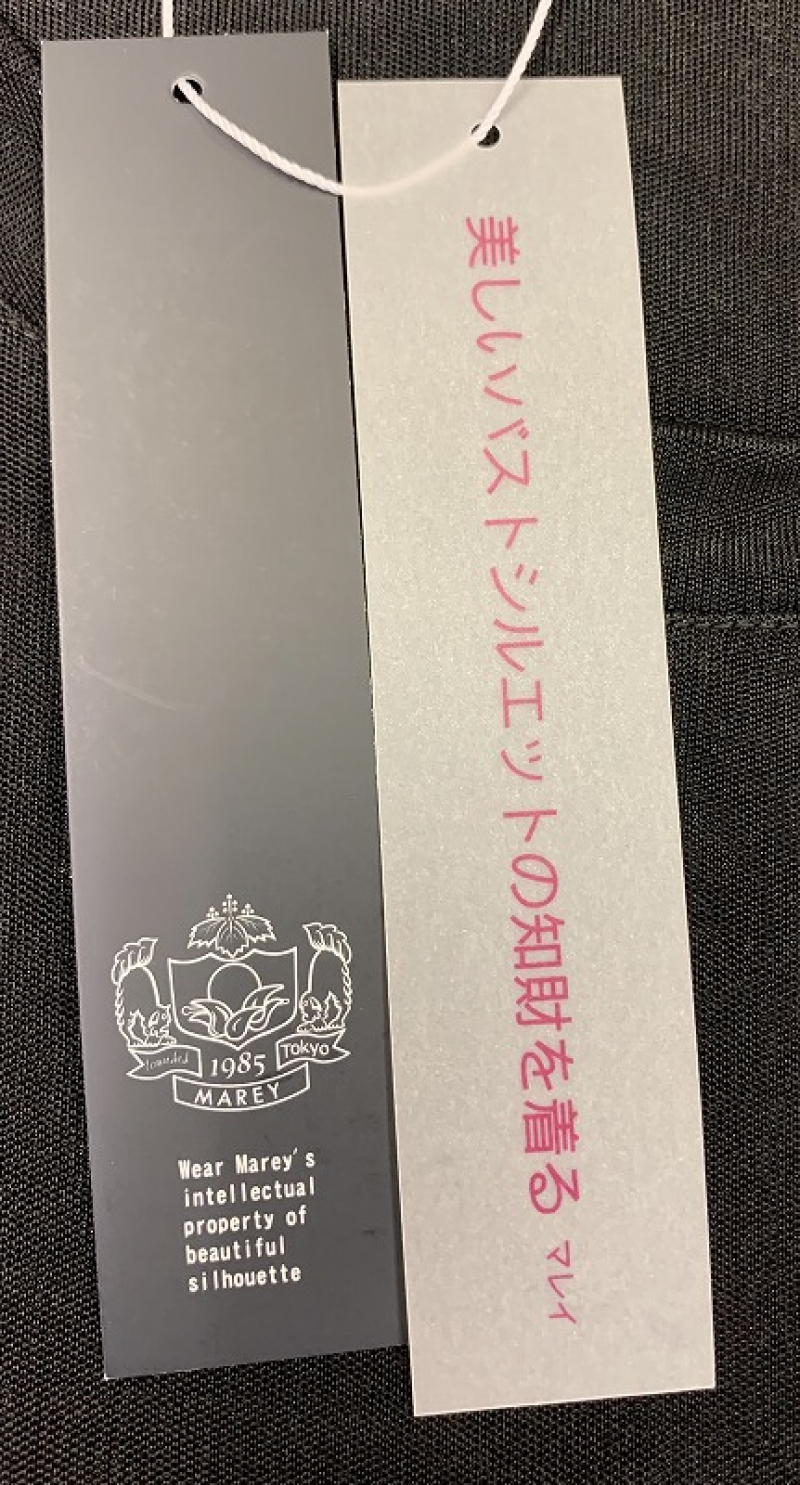 founded
1985
Tokyo
MAREY
Wear Marey's
intellectual
property of
beautiful
silhouette
美しいバストシルエットの知財を着る マレイ